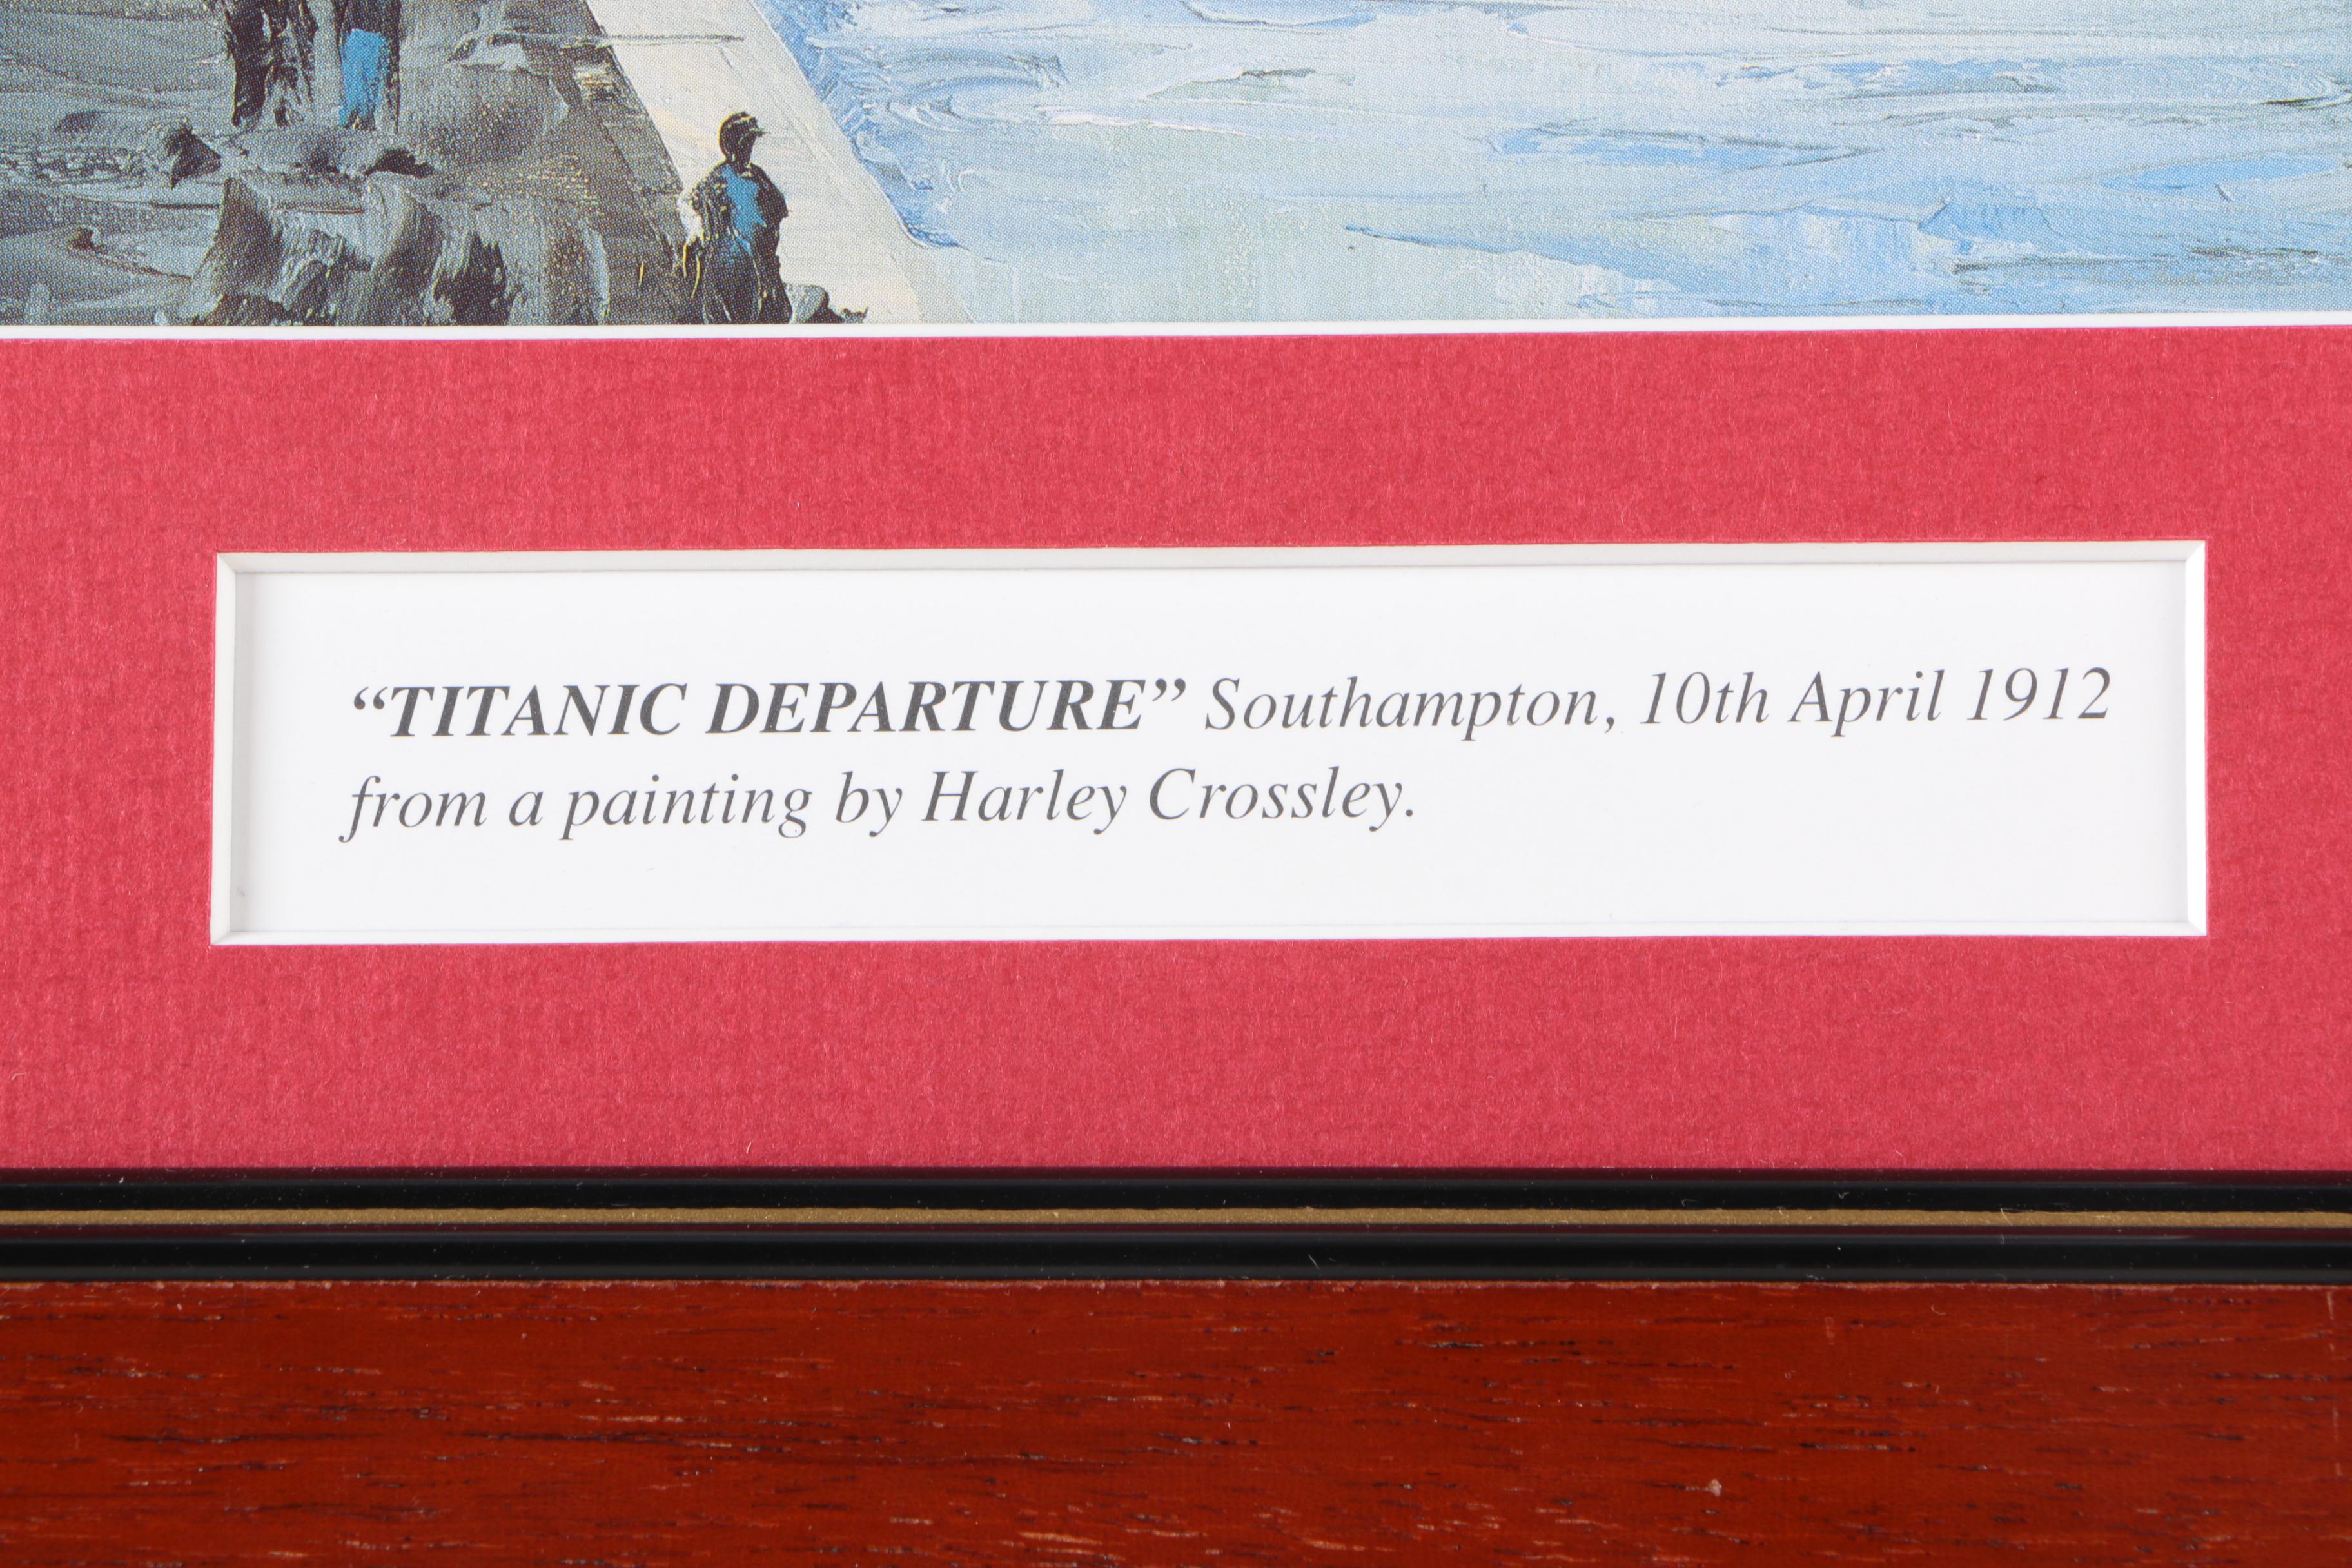 “TITANIC DEPARTURE” Southampton, 10th April 1912
from a painting by Harley Crossley.